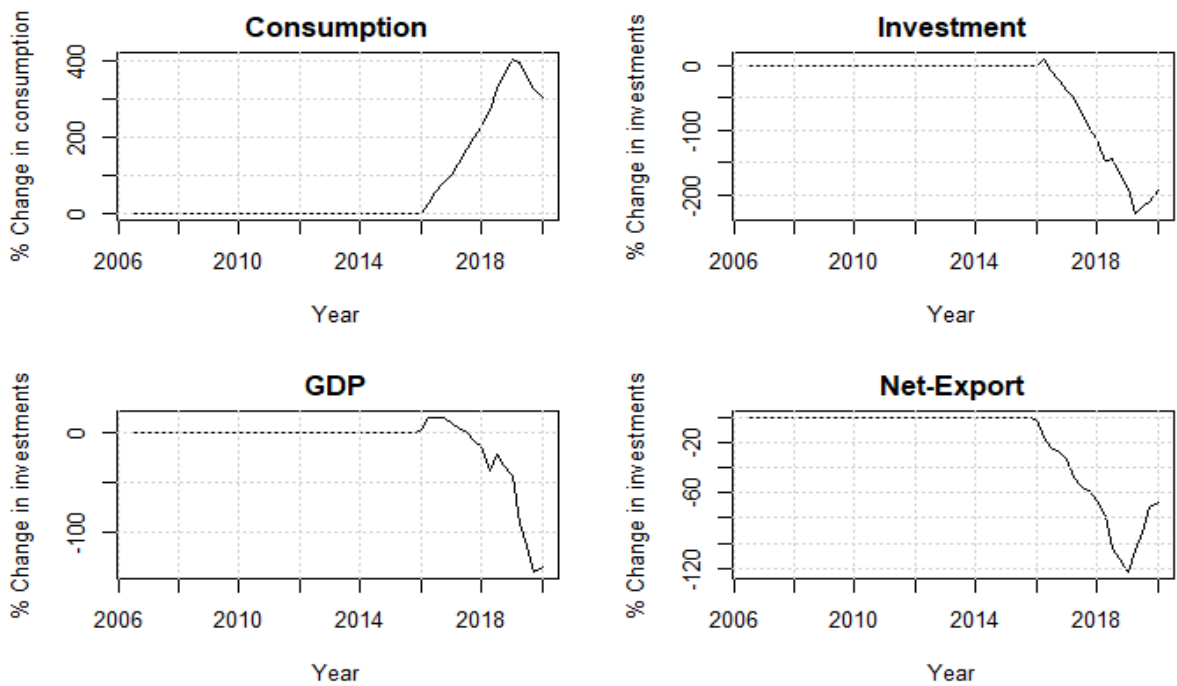 Consumption
% Change in consumption
400
200
0
2006 2010 2014 2018
Year
Investment
% Change in investments
0
-100
-200
2006 2010 2014 2018
Year
GDP
% Change in investments
0
-100
2006 2010 2014 2018
Year
Net-Export
% Change in investments
-20
-60
-120
2006 2010 2014 2018
Year